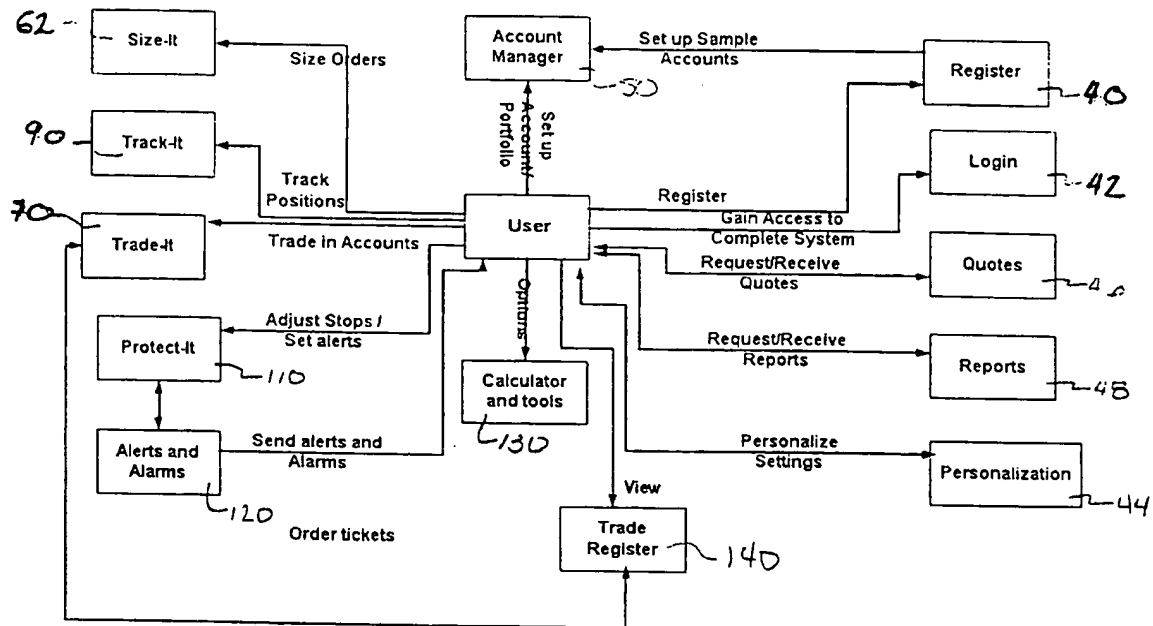 62
Size-It
Size Orders
Account
Manager
50
Set up Sample
Accounts
Register
40
90
Track-It
Track
Positions
Set up
Account/
Portfolio
Login
42
70
Trade-It
Trade in Accounts
User
Register
Gain Access to
Complete System
Request/Receive
Quotes
Quotes
Adjust Stops /
Set alerts
Protect-It
110
Options
Calculator
and tools
130
Request/Receive
Reports
Reports
48
Alerts and
Alarms
120
Send alerts and
Alarms
Personalize
Settings
Personalization
44
View
Order tickets
Trade
Register
140